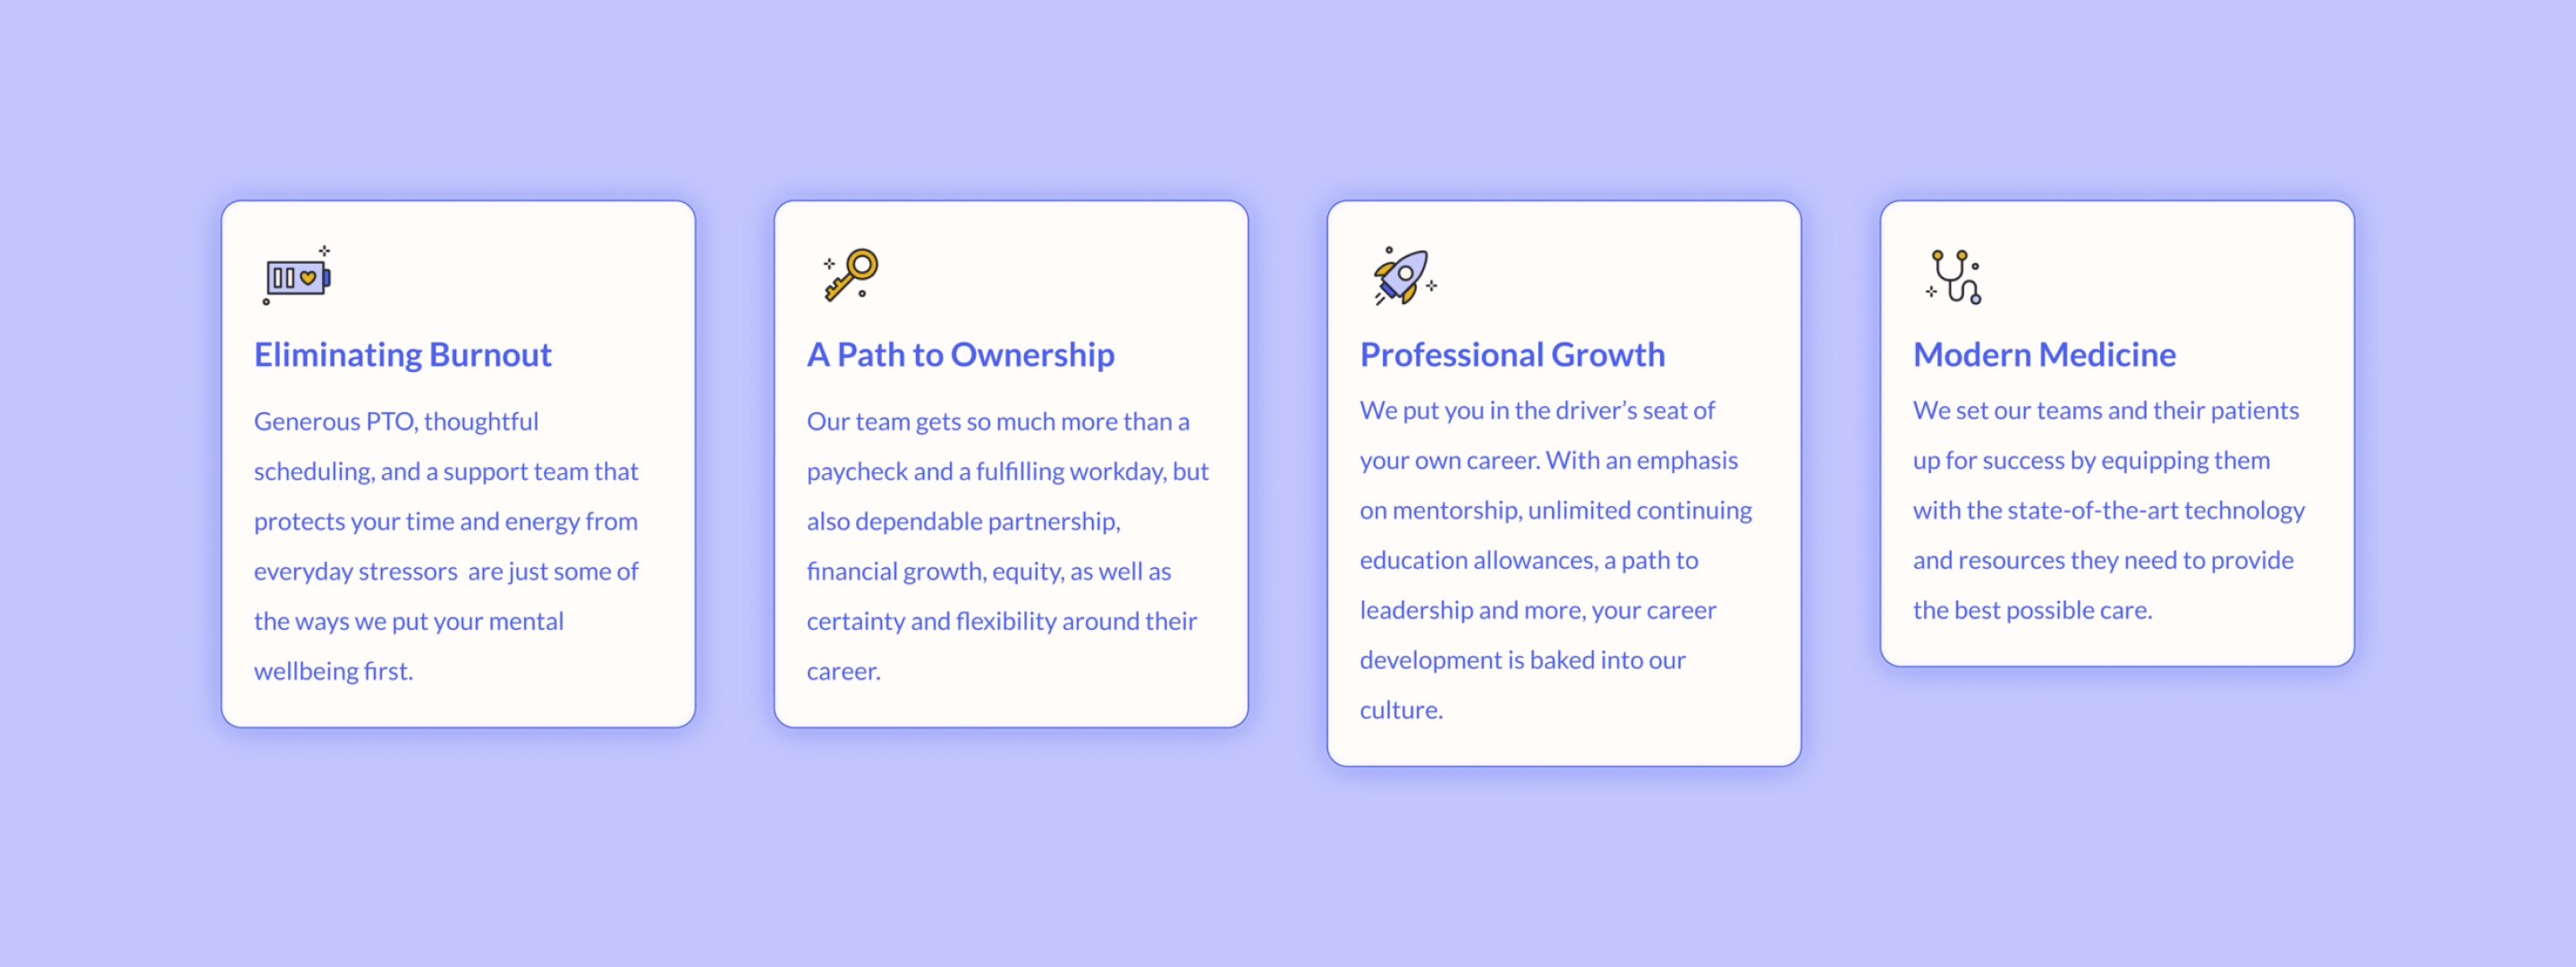 Eliminating Burnout
Generous PTO, thoughtful
scheduling, and a support team that
protects your time and energy from
everyday stressors  are just some of
the ways we put your mental
wellbeing first.
A Path to Ownership
Our team gets so much more than a
paycheck and a fulfilling workday, but
also dependable partnership,
financial growth, equity, as well as
certainty and flexibility around their
career.
Professional Growth
We put you in the driver’s seat of
your own career. With an emphasis
on mentorship, unlimited continuing
education allowances, a path to
leadership and more, your career
development is baked into our
culture.
Modern Medicine
We set our teams and their patients
up for success by equipping them
with the state-of-the-art technology
and resources they need to provide
the best possible care.